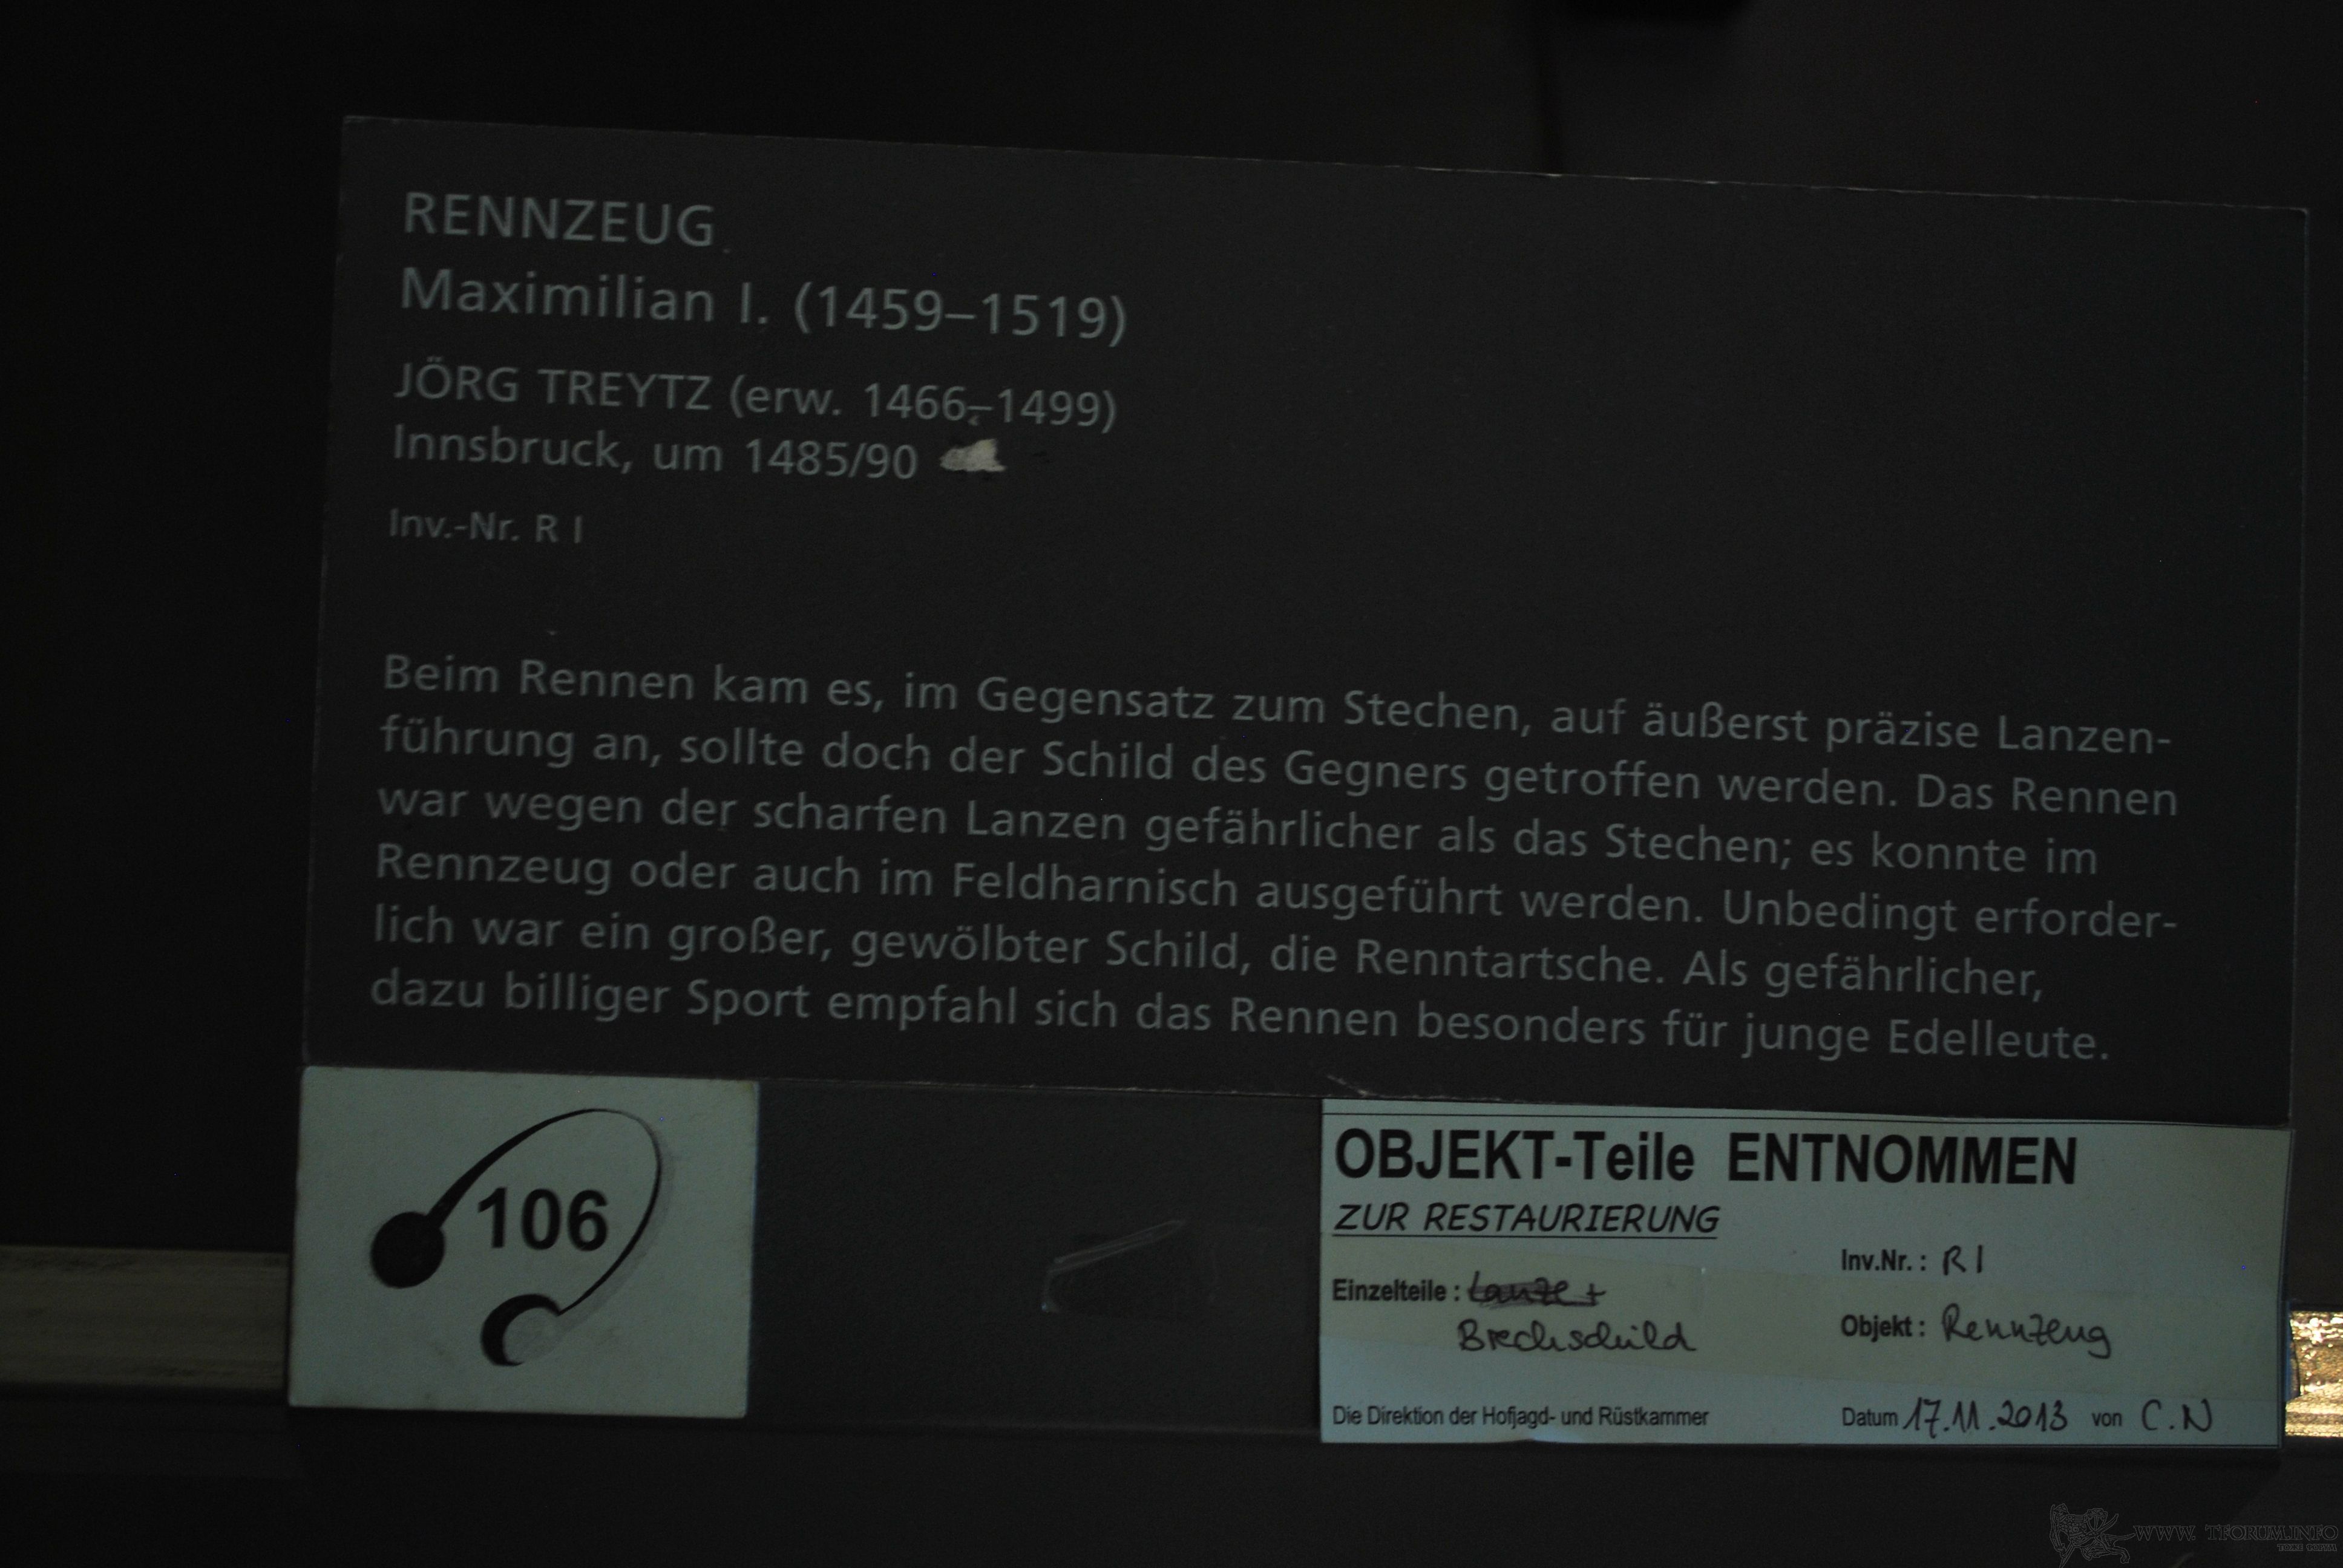 RENNZEUG
Maximilian I. (1459–1519)
JÖRG TREYTZ (erw. 1466–1499)
Innsbruck, um 1485/90
Inv.-Nr. R I
Beim Rennen kam es, im Gegensatz zum Stechen, auf äußerst präzise Lanzen-
führung an, sollte doch der Schild des Gegners getroffen werden. Das Rennen
war wegen der scharfen Lanzen gefährlicher als das Stechen; es konnte im
Rennzeug oder auch im Feldharnisch ausgeführt werden. Unbedingt erforder-
lich war ein großer, gewölbter Schild, die Renntartsche. Als gefährlicher,
dazu billiger Sport empfahl sich das Rennen besonders für junge Edelleute.
106
OBJEKT-Teile ENTNOMMEN
ZUR RESTAURIERUNG
Inv.Nr.: R I
Einzelteile: Lanze +
Brechschild
Objekt: Rennzeug
Die Direktion der Hofjagd- und Rüstkammer
Datum 17.11.2013 von C.N
WWW.TFORUM.INFO